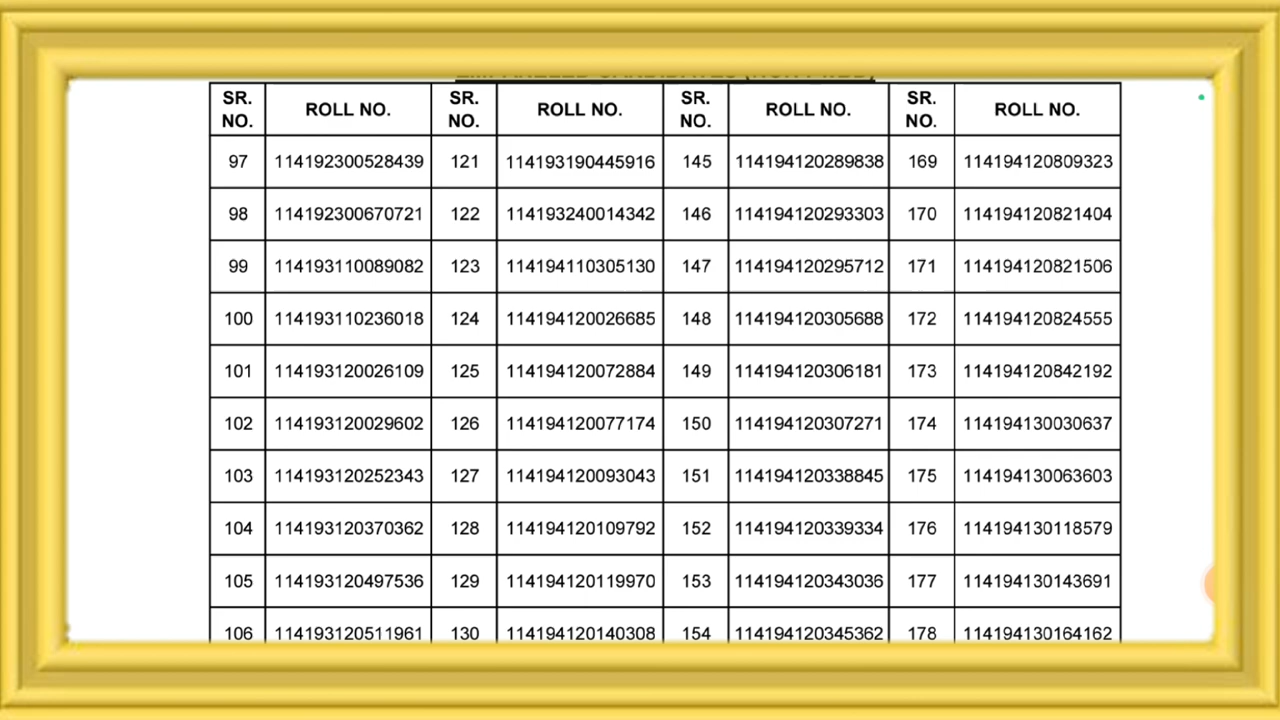 SR. NO. ROLL NO. SR. NO. ROLL NO. SR. NO. ROLL NO. SR. NO. ROLL NO.
97 114192300528439 121 114193190445916 145 114194120289838 169 114194120809323
98 114192300670721 122 114193240014342 146 114194120293303 170 114194120821404
99 114193110089082 123 114194110305130 147 114194120295712 171 114194120821506
100 114193110236018 124 114194120026685 148 114194120305688 172 114194120824555
101 114193120026109 125 114194120072884 149 114194120306181 173 114194120842192
102 114193120029602 126 114194120077174 150 114194120307271 174 114194130030637
103 114193120252343 127 114194120093043 151 114194120338845 175 114194130063603
104 114193120370362 128 114194120109792 152 114194120339334 176 114194130118579
105 114193120497536 129 114194120119970 153 114194120343036 177 114194130143691
106 114193120511961 130 114194120140308 154 114194120345362 178 114194130164162